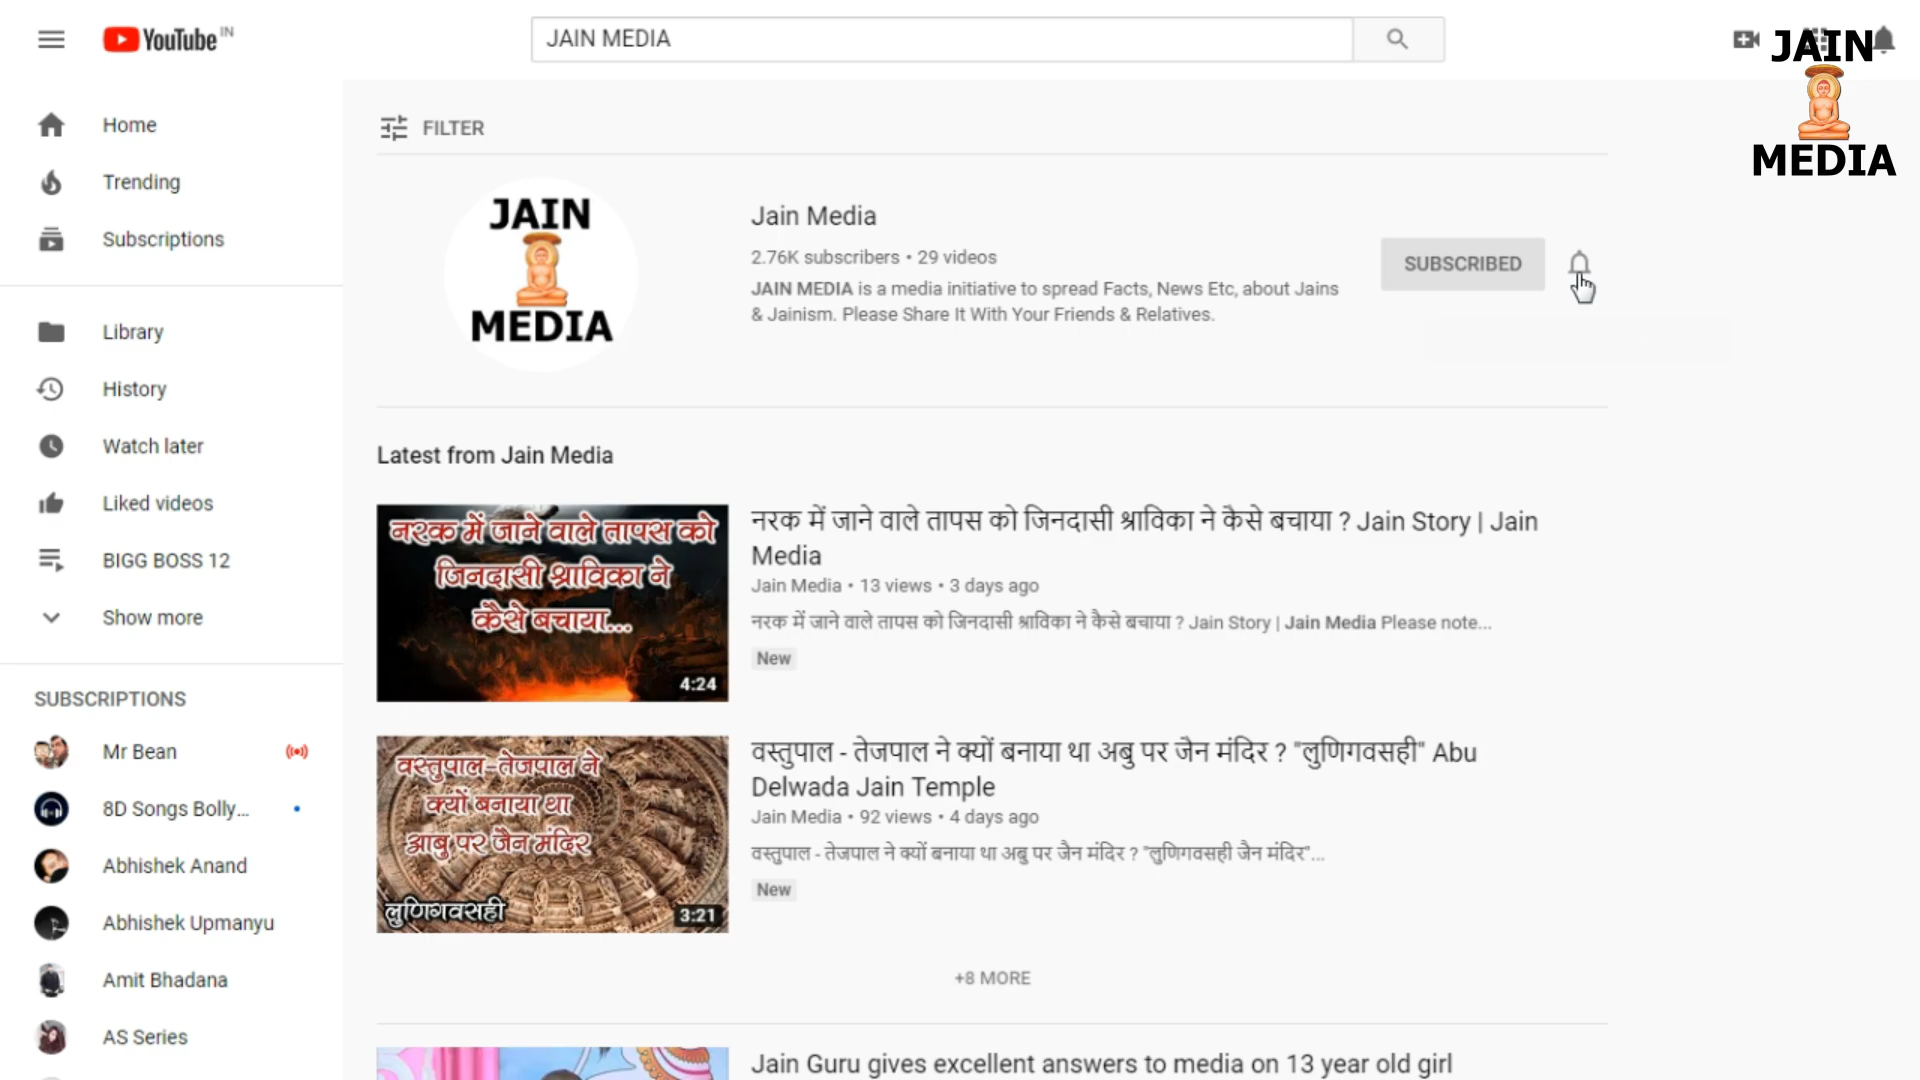 YouTube IN
JAIN MEDIA
JAIN
MEDIA
Home
Trending
Subscriptions
Library
History
Watch later
Liked videos
BIGG BOSS 12
Show more
SUBSCRIPTIONS
Mr Bean
8D Songs Bolly...
Abhishek Anand
Abhishek Upmanyu
Amit Bhadana
AS Series
FILTER
JAIN
MEDIA
Jain Media
2.76K subscribers • 29 videos
JAIN MEDIA is a media initiative to spread Facts, News Etc, about Jains
& Jainism. Please Share It With Your Friends & Relatives.
SUBSCRIBED
Latest from Jain Media
नरक में जाने वाले तापस को
जिनदासी श्राविका ने
कैसे बचाया...
4:24
नरक में जाने वाले तापस को जिनदासी श्राविका ने कैसे बचाया ? Jain Story | Jain
Media
Jain Media • 13 views • 3 days ago
नरक में जाने वाले तापस को जिनदासी श्राविका ने कैसे बचाया ? Jain Story | Jain Media Please note...
New
वस्तुपाल-तेजपाल ने
क्यों बनाया था
आबु पर जैन मंदिर
लुणिगवसही
3:21
वस्तुपाल - तेजपाल ने क्यों बनाया था अबु पर जैन मंदिर ? "लुणिगवसही" Abu
Delwada Jain Temple
Jain Media • 92 views • 4 days ago
वस्तुपाल - तेजपाल ने क्यों बनाया था अबु पर जैन मंदिर ? "लुणिगवसही जैन मंदिर"...
New
+8 MORE
Jain Guru gives excellent answers to media on 13 year old girl